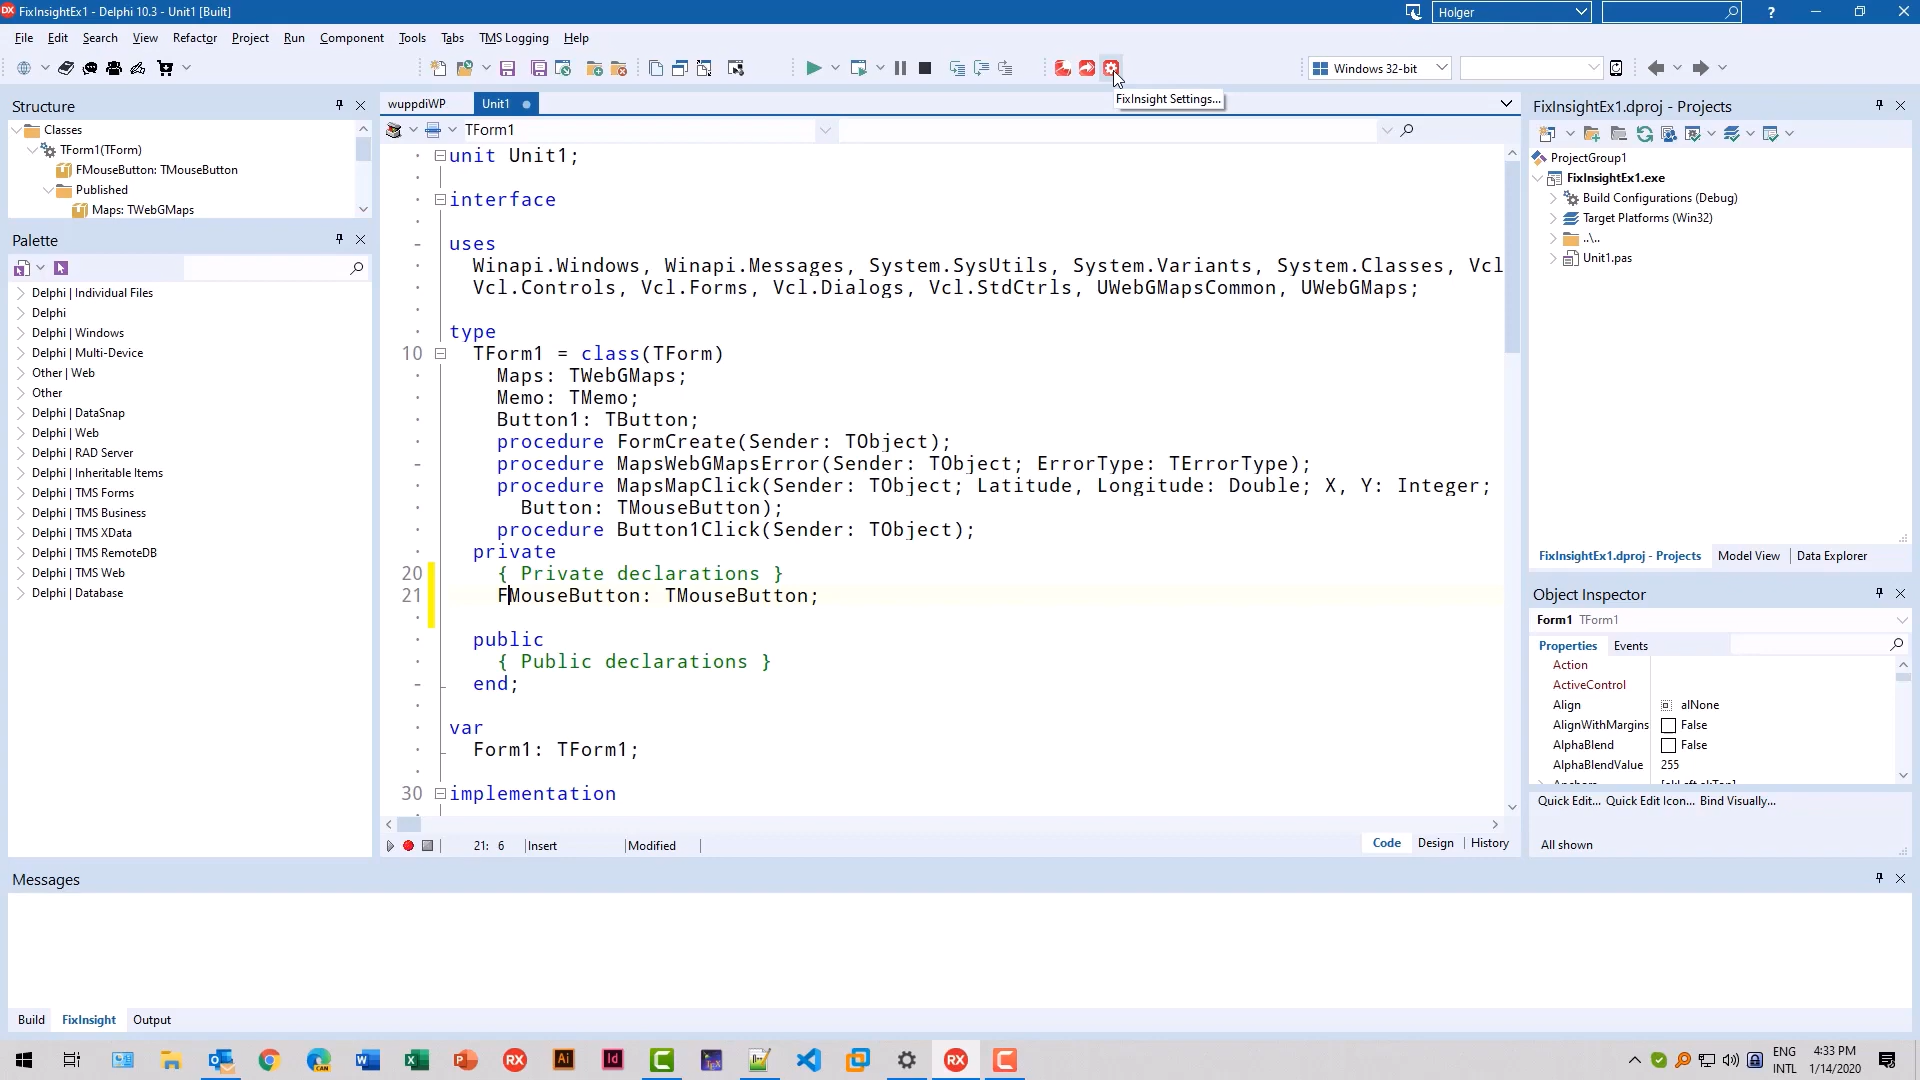 FixInsightEx1 - Delphi 10.3 - Unit1 [Built]
Holger
?
File Edit Search View Refactor Project Run Component Tools Tabs TMS Logging Help
Windows 32-bit
FixInsight Settings...
Structure
Classes
TForm1(TForm)
FMouseButton: TMouseButton
Published
Maps: TWebGMaps
Palette
Delphi | Individual Files
Delphi
Delphi | Windows
Delphi | Multi-Device
Other | Web
Other
Delphi | DataSnap
Delphi | Web
Delphi | RAD Server
Delphi | Inheritable Items
Delphi | TMS Forms
Delphi | TMS Business
Delphi | TMS XData
Delphi | TMS RemoteDB
Delphi | TMS Web
Delphi | Database
wuppdiWP Unit1
TForm1
unit Unit1;
interface
uses
Winapi.Windows, Winapi.Messages, System.SysUtils, System.Variants, System.Classes, Vcl
Vcl.Controls, Vcl.Forms, Vcl.Dialogs, Vcl.StdCtrls, UWebGMapsCommon, UWebGMaps;
type
10 TForm1 = class(TForm)
Maps: TWebGMaps;
Memo: TMemo;
Button1: TButton;
procedure FormCreate(Sender: TObject);
procedure MapsWebGMapsError(Sender: TObject; ErrorType: TErrorType);
procedure MapsMapClick(Sender: TObject; Latitude, Longitude: Double; X, Y: Integer;
Button: TMouseButton);
procedure Button1Click(Sender: TObject);
private
20 { Private declarations }
21 FMouseButton: TMouseButton;
public
{ Public declarations }
end;
var
Form1: TForm1;
30 implementation
21: 6 Insert Modified
Code Design History
FixInsightEx1.dproj - Projects
ProjectGroup1
FixInsightEx1.exe
Build Configurations (Debug)
Target Platforms (Win32)
..\..
Unit1.pas
FixInsightEx1.dproj - Projects Model View Data Explorer
Object Inspector
Form1 TForm1
Properties Events
Action
ActiveControl
Align alNone
AlignWithMargins False
AlphaBlend False
AlphaBlendValue 255
Quick Edit... Quick Edit Icon... Bind Visually...
All shown
Messages
Build FixInsight Output
ENG
INTL
4:33 PM
1/14/2020